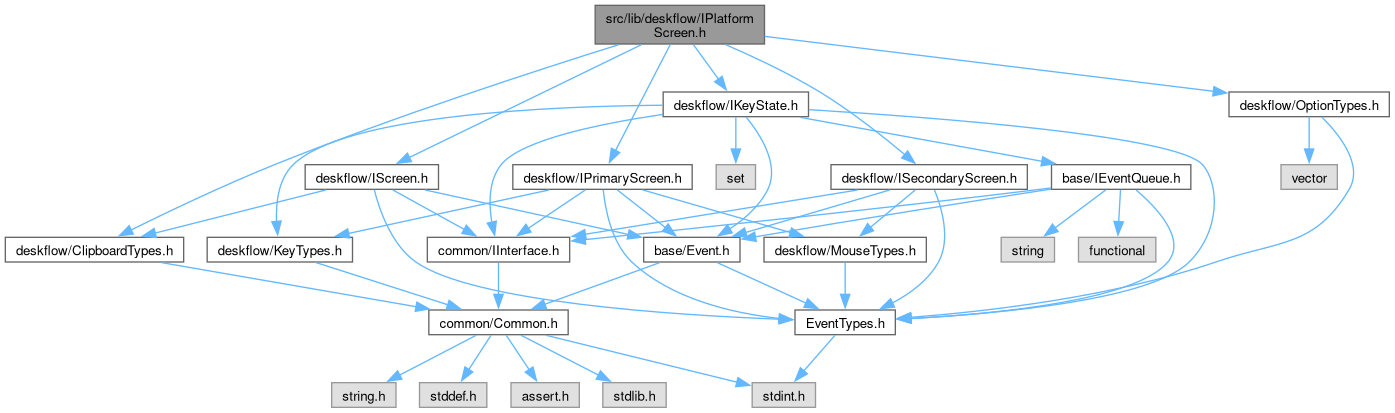 src/lib/deskflow/IPlatform
Screen.h
deskflow/IKeyState.h
deskflow/OptionTypes.h
deskflow/IScreen.h
deskflow/IPrimaryScreen.h
set
deskflow/ISecondaryScreen.h
base/IEventQueue.h
vector
deskflow/ClipboardTypes.h
deskflow/KeyTypes.h
common/IInterface.h
base/Event.h
deskflow/MouseTypes.h
string
functional
common/Common.h
EventTypes.h
string.h
stddef.h
assert.h
stdlib.h
stdint.h